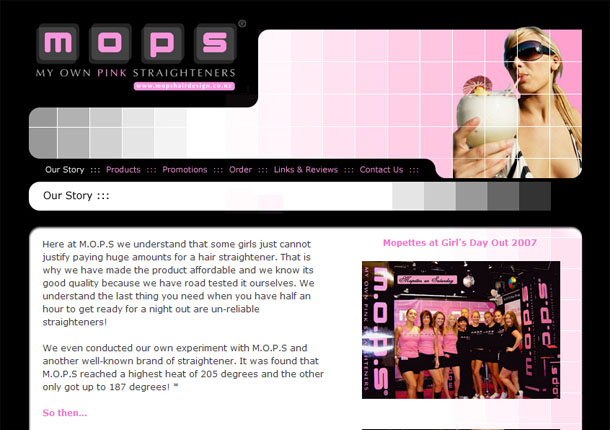 mops®
MY OWN PINK STRAIGHTENERS
www.mopshairdesign.co.nz
Our Story ::: Products ::: Promotions ::: Order ::: Links & Reviews ::: Contact Us :::
Our Story :::
Here at M.O.P.S we understand that some girls just cannot
justify paying huge amounts for a hair straightener. That is
why we have made the product affordable and we know its
good quality because we have road tested it ourselves. We
understand the last thing you need when you have half an
hour to get ready for a night out are un-reliable
straighteners!
We even conducted our own experiment with M.O.P.S and
another well-known brand of straightener. It was found that
M.O.P.S reached a highest heat of 205 degrees and the other
only got up to 187 degrees! "
So then...
Mopettes at Girl's Day Out 2007
Mopettes on Saturday
m.o.p.s
MY OWN PINK STRAIGHTENERS
m.o.p.s
m.o.p.s